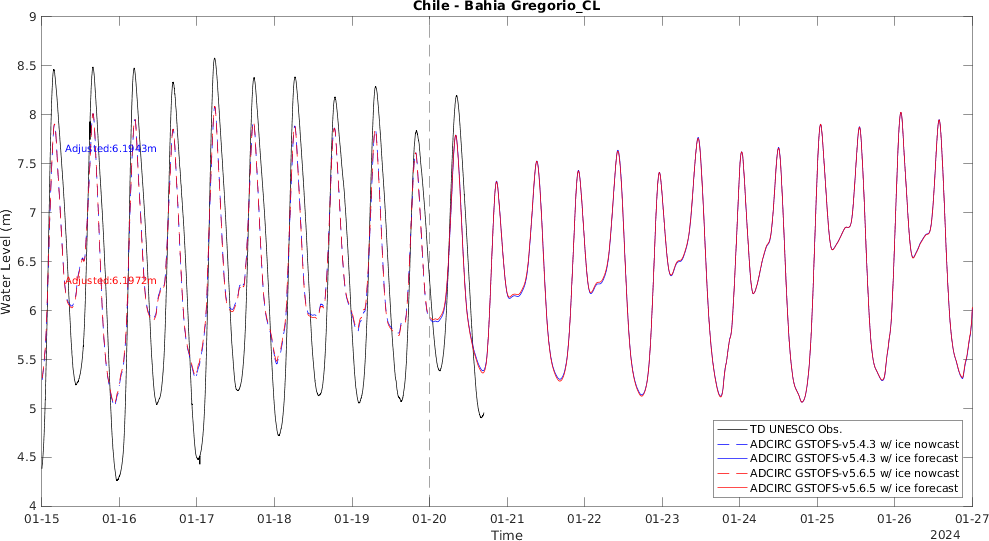 Chile - Bahia Gregorio_CL
9
8.5
8
7.5
7
6.5
6
5.5
5
4.5
4
Water Level (m)
Adjusted:6.1943m
Adjusted:6.1972m
TD UNESCO Obs.
ADCIRC GSTOFS-v5.4.3 w/ ice nowcast
ADCIRC GSTOFS-v5.4.3 w/ ice forecast
ADCIRC GSTOFS-v5.6.5 w/ ice nowcast
ADCIRC GSTOFS-v5.6.5 w/ ice forecast
01-15 01-16 01-17 01-18 01-19 01-20 01-21 01-22 01-23 01-24 01-25 01-26 01-27
Time
2024